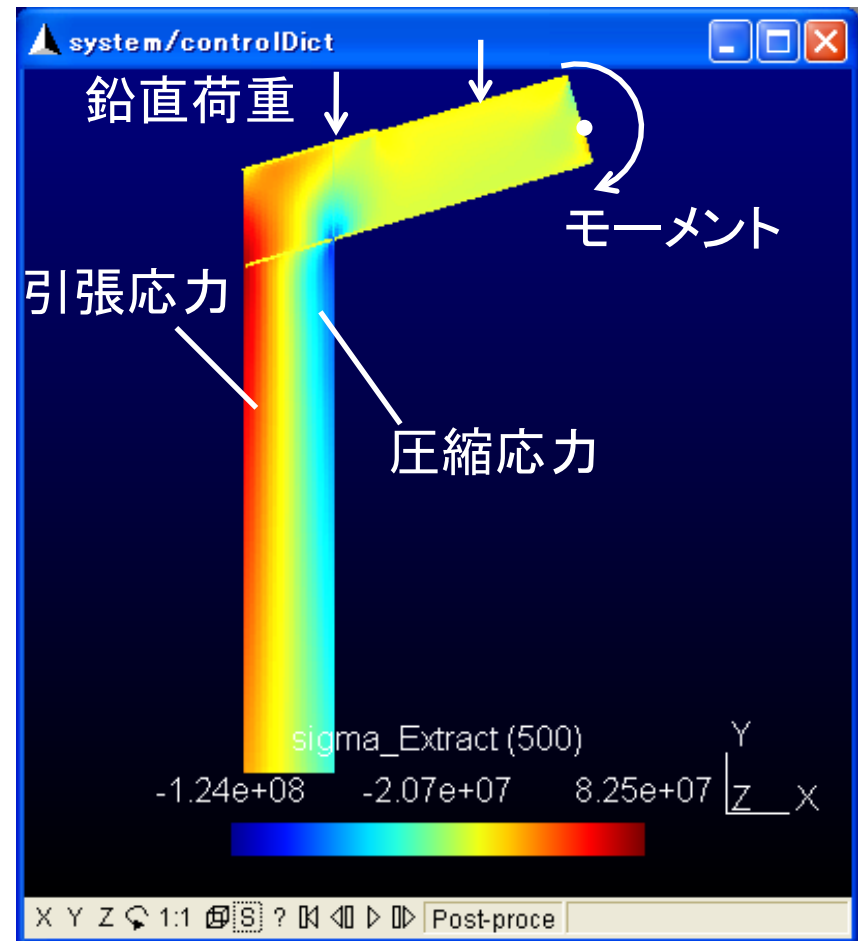 system/controlDict
鉛直荷重
モーメント
引張応力
圧縮応力
sigma_Extract (500)
-1.24e+08 -2.07e+07 8.25e+07
Y
Z X
X Y Z 1:1 S ? Post-proce